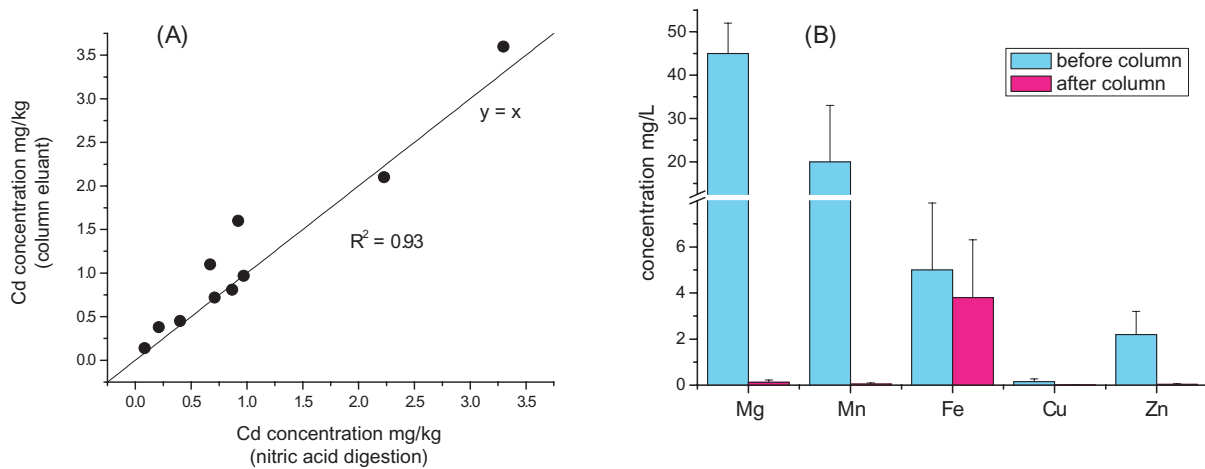 (A)
3.5
3.0
2.5
2.0
1.5
1.0
0.5
0.0
Cd concentration mg/kg
(column eluant)
y = x
R² = 0.93
0.0 0.5 1.0 1.5 2.0 2.5 3.0 3.5
Cd concentration mg/kg
(nitric acid digestion)
(B)
before column
after column
50
40
30
20
6
4
2
0
concentration mg/L
Mg Mn Fe Cu Zn